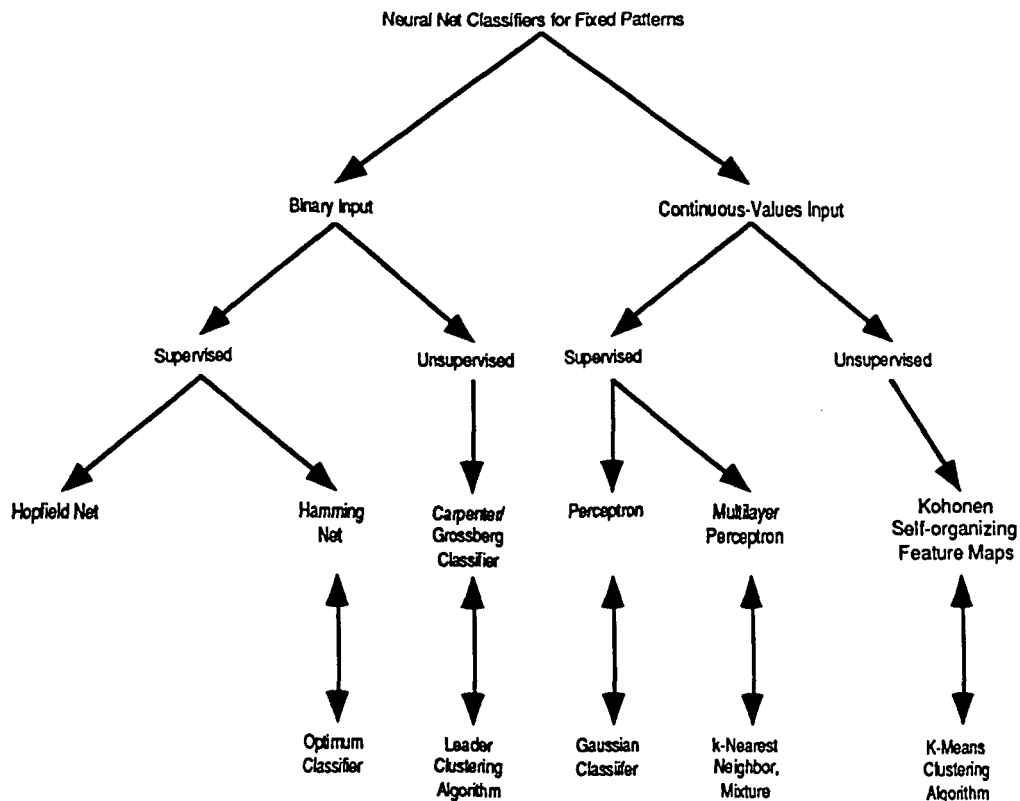 Neural Net Classifiers for Fixed Patterns
Binary Input
Continuous-Values Input
Supervised
Unsupervised
Supervised
Unsupervised
Hopfield Net
Hamming
Net
Carpenter/
Grossberg
Classifier
Perceptron
Multilayer
Perceptron
Kohonen
Self-organizing
Feature Maps
Optimum
Classifier
Leader
Clustering
Algorithm
Gaussian
Classifer
k-Nearest
Neighbor,
Mixture
K-Means
Clustering
Algorithm